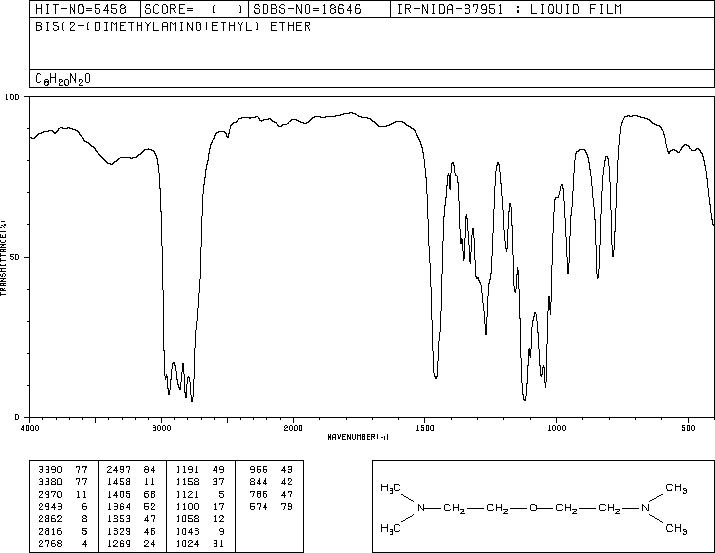 HIT-NO=5458 SCORE= ( ) SDBS-NO=18646 IR-NIDA-37951 : LIQUID FILM
BIS(2-(DIMETHYLAMINO)ETHYL) ETHER
C8H20N2O
100
50
0
TRANSMITTANCE(%)
4000 3000 2000 1500 1000 500
WAVENUMBER(-1)
3390 77 2497 84 1191 49 966 43
3380 77 1458 11 1158 37 844 42
2970 11 1405 68 1121 5 786 47
2943 6 1364 52 1100 17 674 79
2862 8 1353 47 1058 12
2816 5 1329 46 1043 9
2768 4 1269 24 1024 31
H3C CH3
N—CH2—CH2—O—CH2—CH2—N
H3C CH3